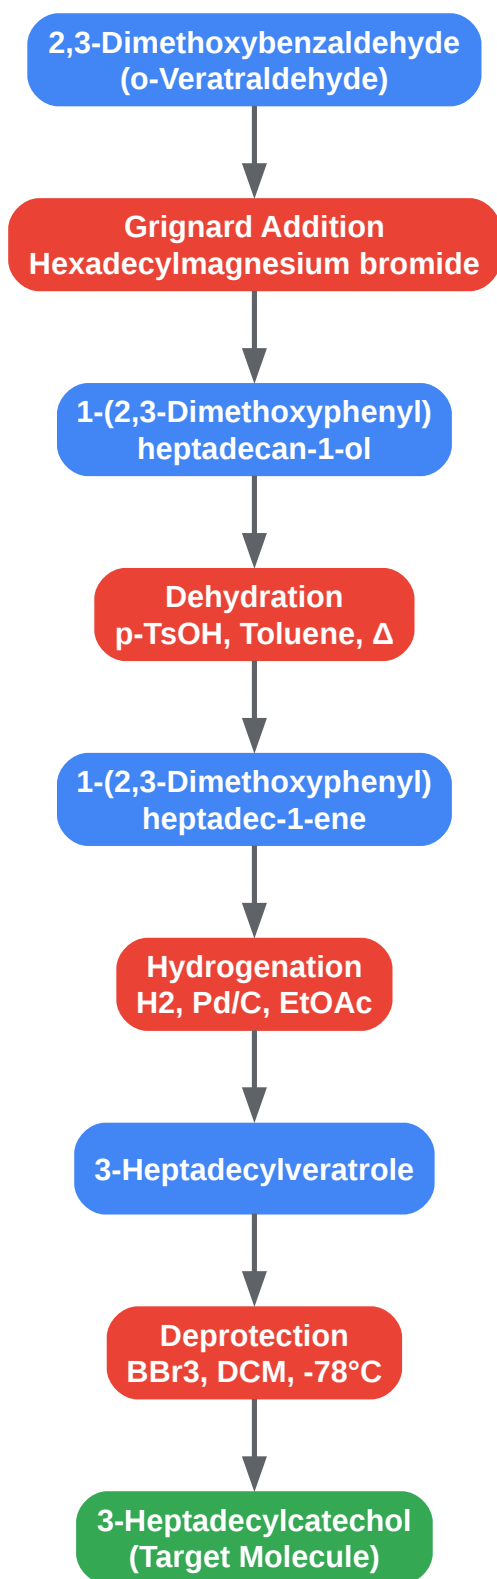 2,3-Dimethoxybenzaldehyde
(o-Veratraldehyde)
Grignard Addition
Hexadecylmagnesium bromide
1-(2,3-Dimethoxyphenyl)
heptadecan-1-ol
Dehydration
p-TsOH, Toluene, Δ
1-(2,3-Dimethoxyphenyl)
heptadec-1-ene
Hydrogenation
H2, Pd/C, EtOAc
3-Heptadecylveratrole
Deprotection
BBr3, DCM, -78°C
3-Heptadecylcatechol
(Target Molecule)